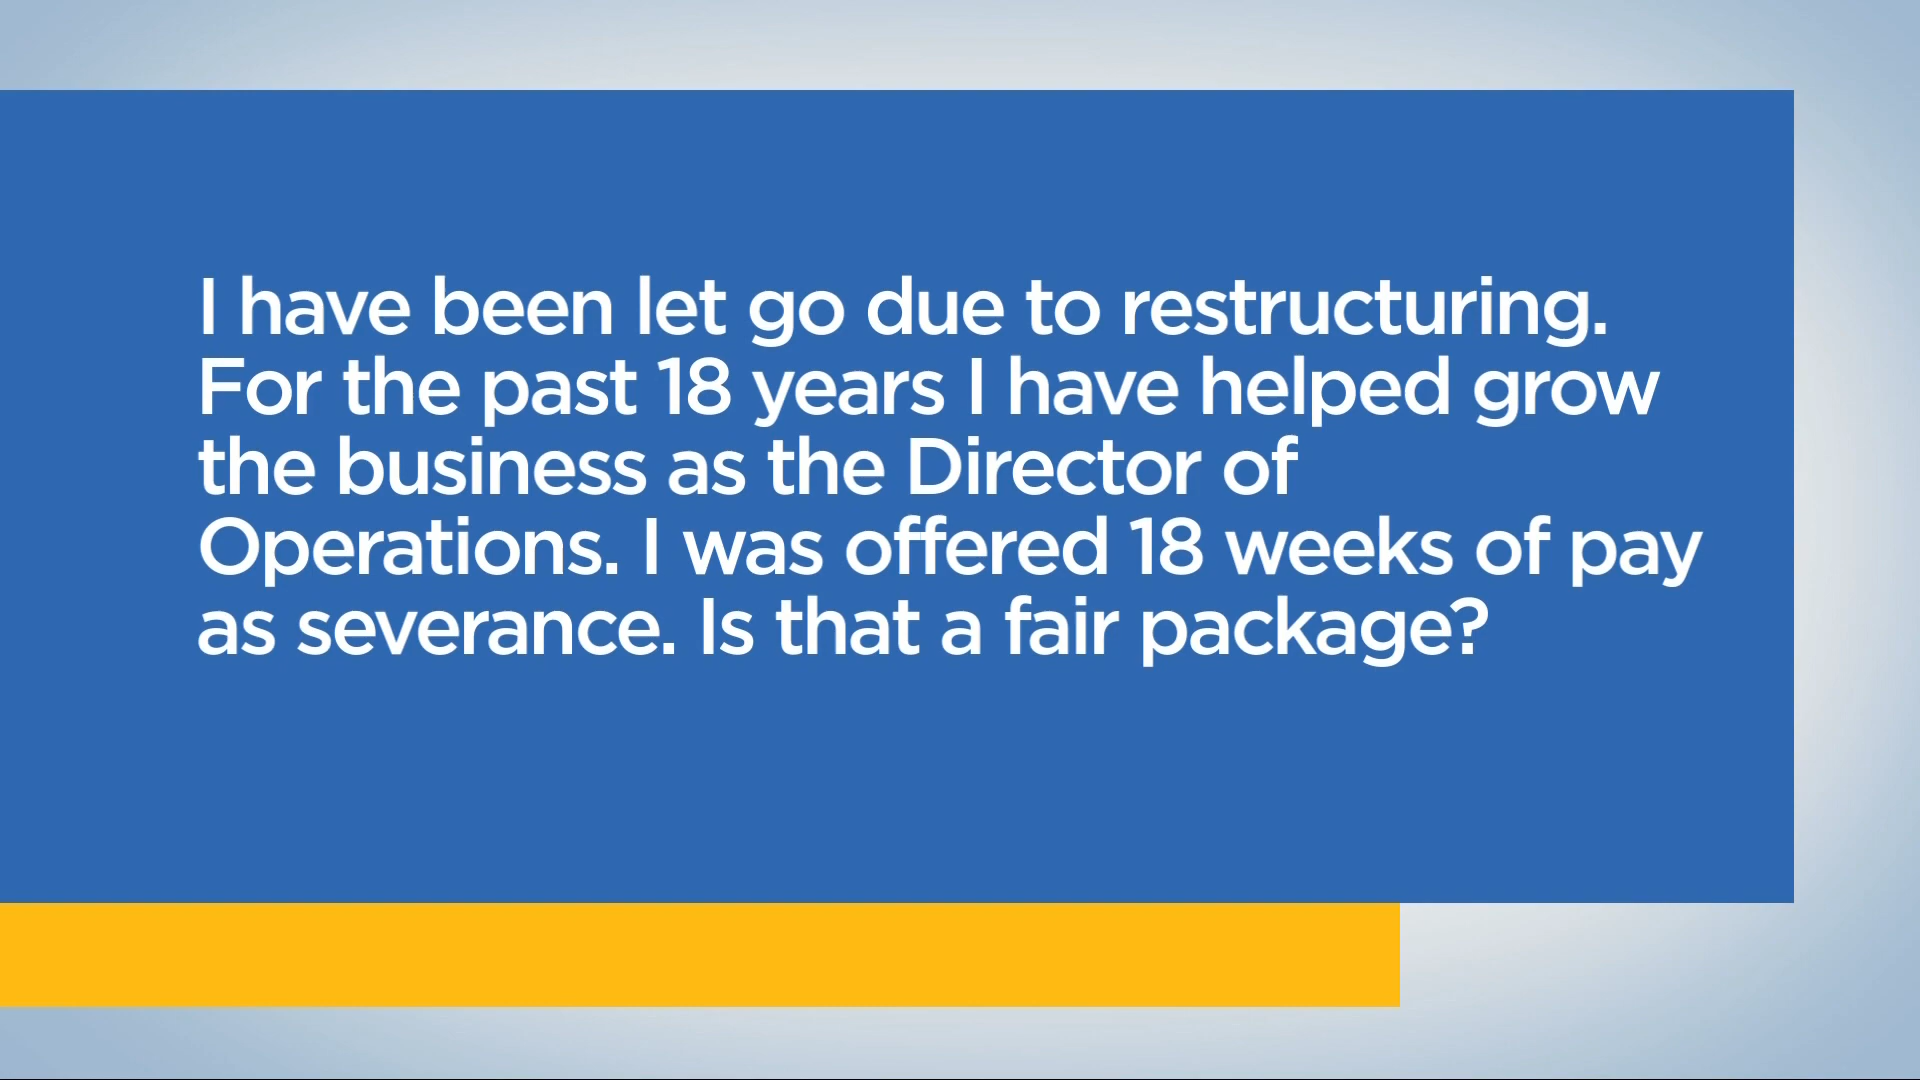 I have been let go due to restructuring.
For the past 18 years I have helped grow
the business as the Director of
Operations. I was offered 18 weeks of pay
as severance. Is that a fair package?